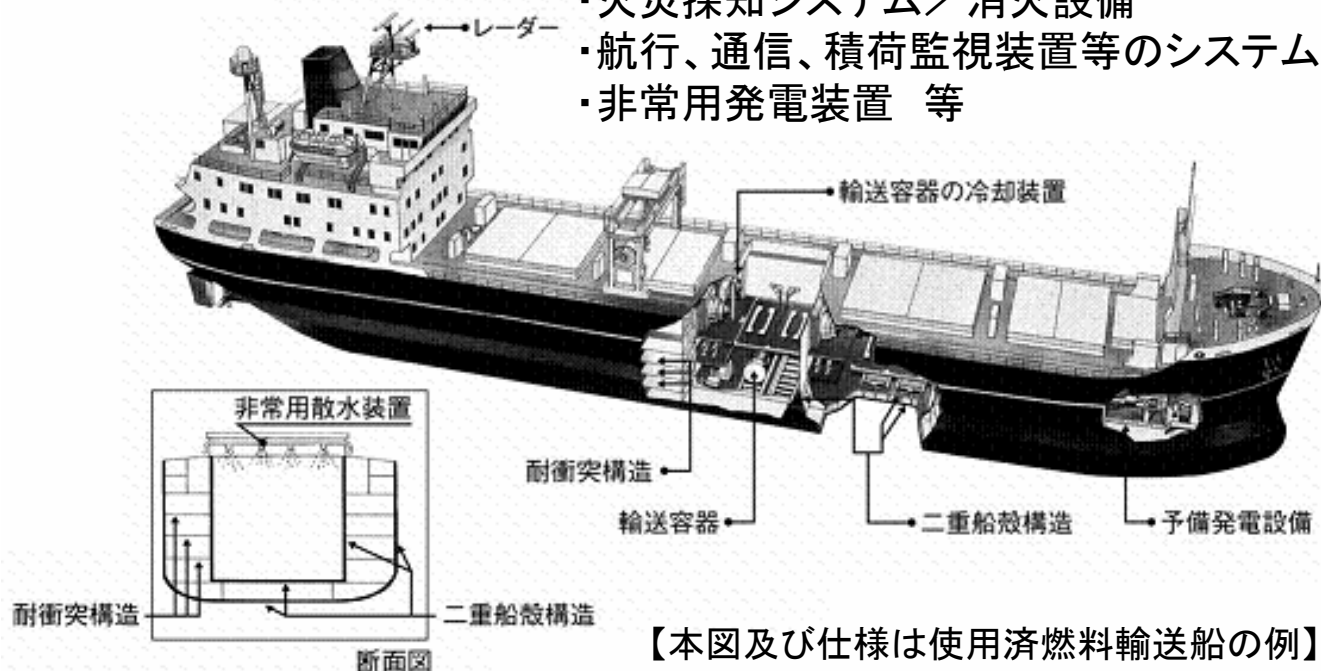 ・火災探知システム／消火設備
・航行、通信、積荷監視装置等のシステム
・非常用発電装置　等
レーダー
輸送容器の冷却装置
非常用散水装置
耐衝突構造
輸送容器
二重船殻構造
予備発電設備
耐衝突構造
二重船殻構造
断面図
【本図及び仕様は使用済燃料輸送船の例】